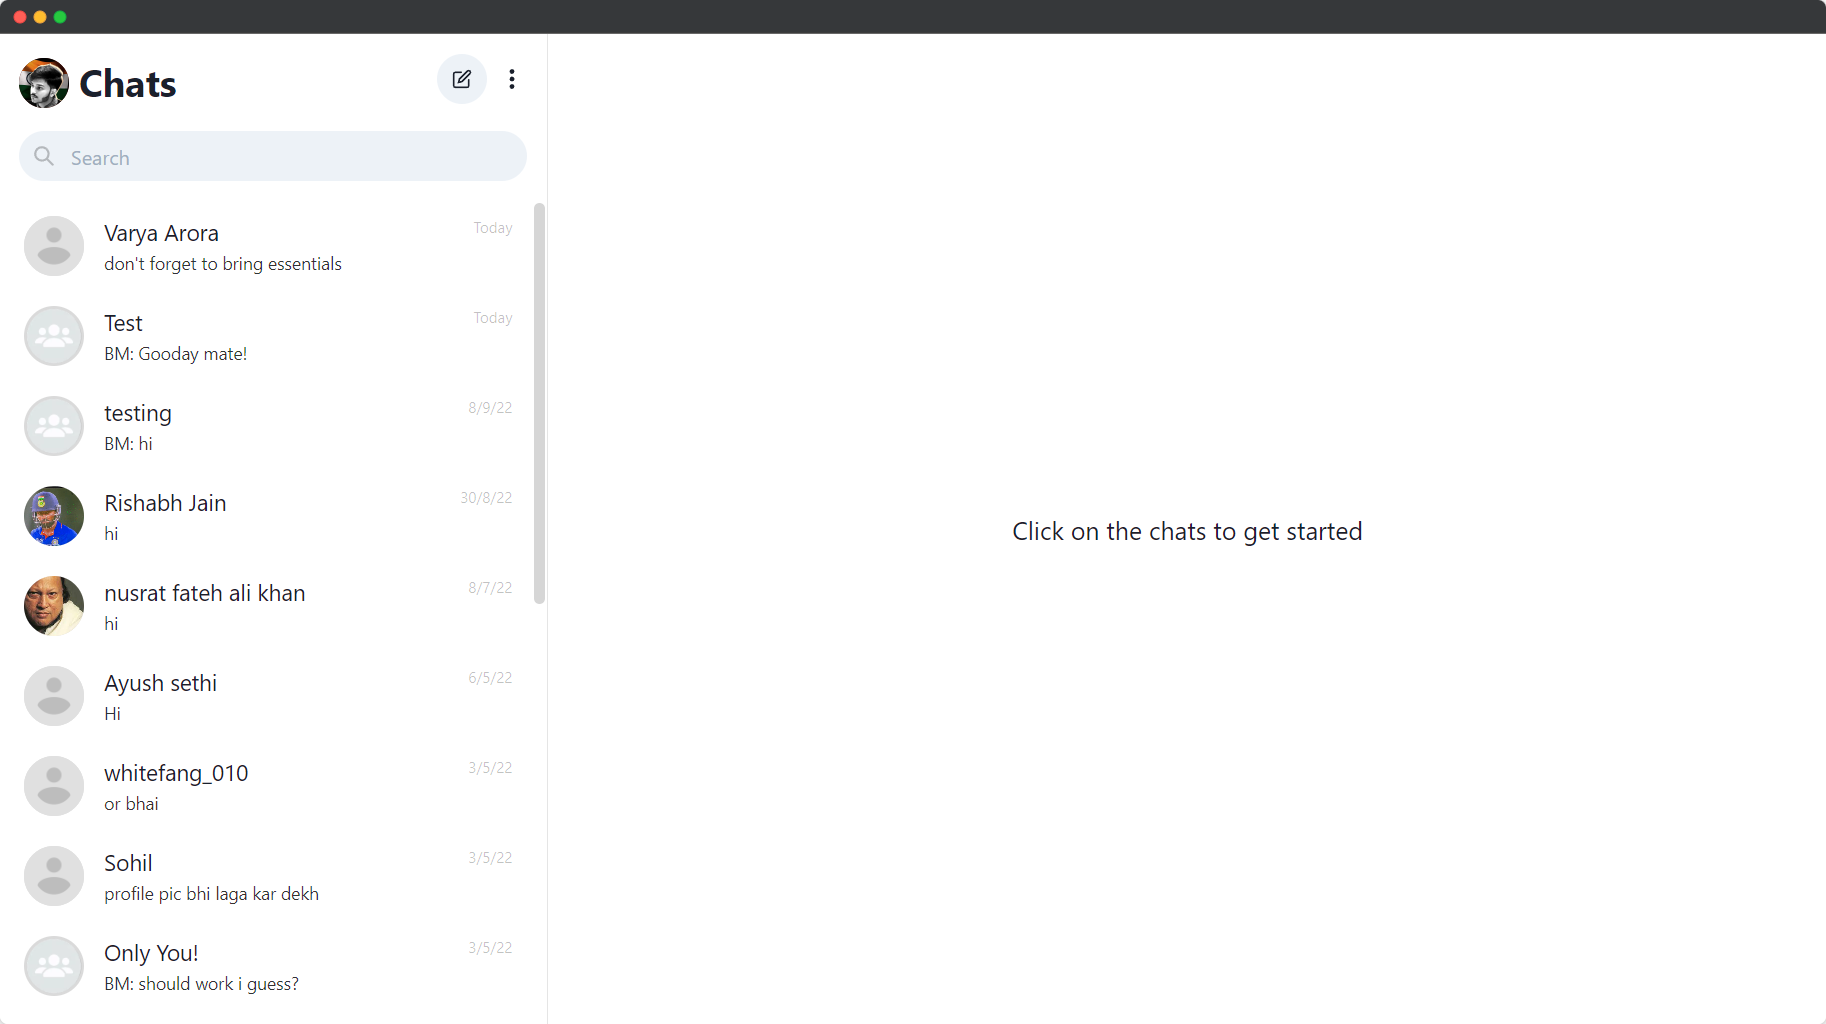 Chats
Search
Varya Arora
Today
don't forget to bring essentials
Test
Today
BM: Gooday mate!
testing
8/9/22
BM: hi
Rishabh Jain
30/8/22
hi
nusrat fateh ali khan
8/7/22
hi
Ayush sethi
6/5/22
Hi
whitefang_010
3/5/22
or bhai
Sohil
3/5/22
profile pic bhi laga kar dekh
Only You!
3/5/22
BM: should work i guess?
Click on the chats to get started